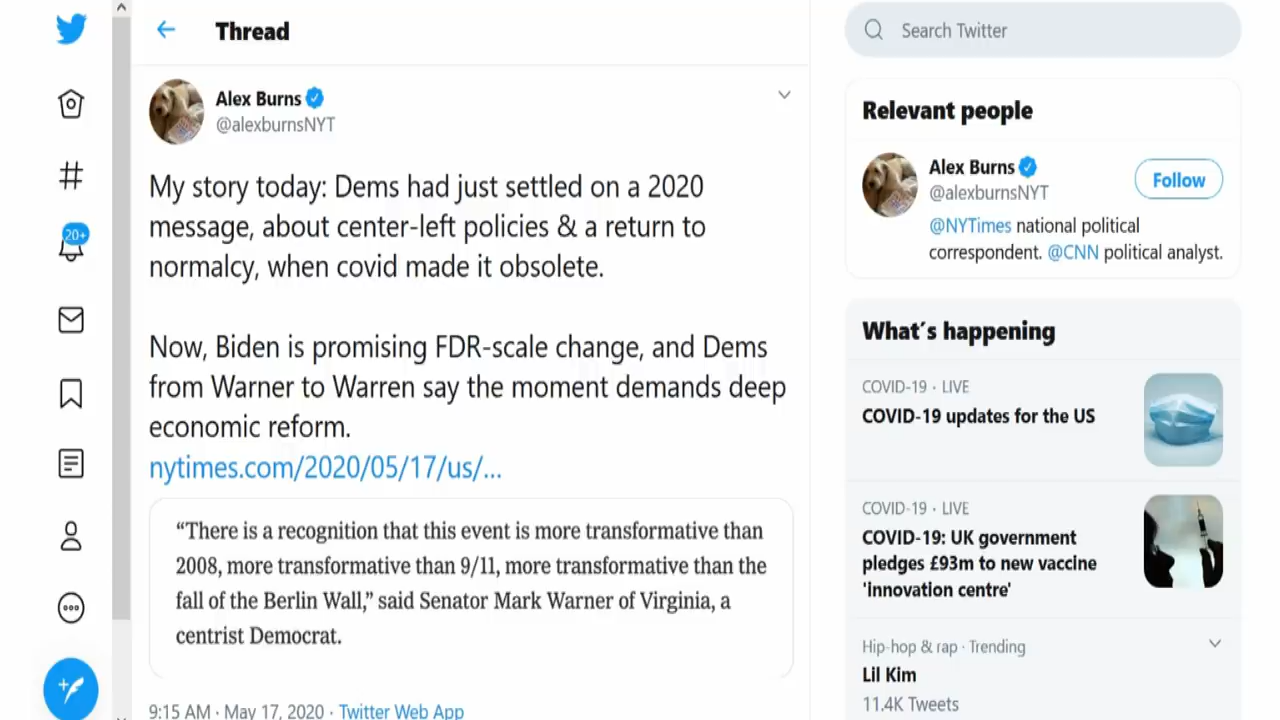 Thread
Search Twitter
Alex Burns
@alexburnsNYT
My story today: Dems had just settled on a 2020
message, about center-left policies & a return to
normalcy, when covid made it obsolete.
Now, Biden is promising FDR-scale change, and Dems
from Warner to Warren say the moment demands deep
economic reform.
nytimes.com/2020/05/17/us/...
“There is a recognition that this event is more transformative than
2008, more transformative than 9/11, more transformative than the
fall of the Berlin Wall,” said Senator Mark Warner of Virginia, a
centrist Democrat.
9:15 AM · May 17, 2020 · Twitter Web App
20+
Relevant people
Alex Burns
@alexburnsNYT
Follow
@NYTimes national political
correspondent. @CNN political analyst.
What's happening
COVID-19 · LIVE
COVID-19 updates for the US
COVID-19 · LIVE
COVID-19: UK government
pledges £93m to new vaccine
'innovation centre'
Hip-hop & rap · Trending
Lil Kim
11.4K Tweets